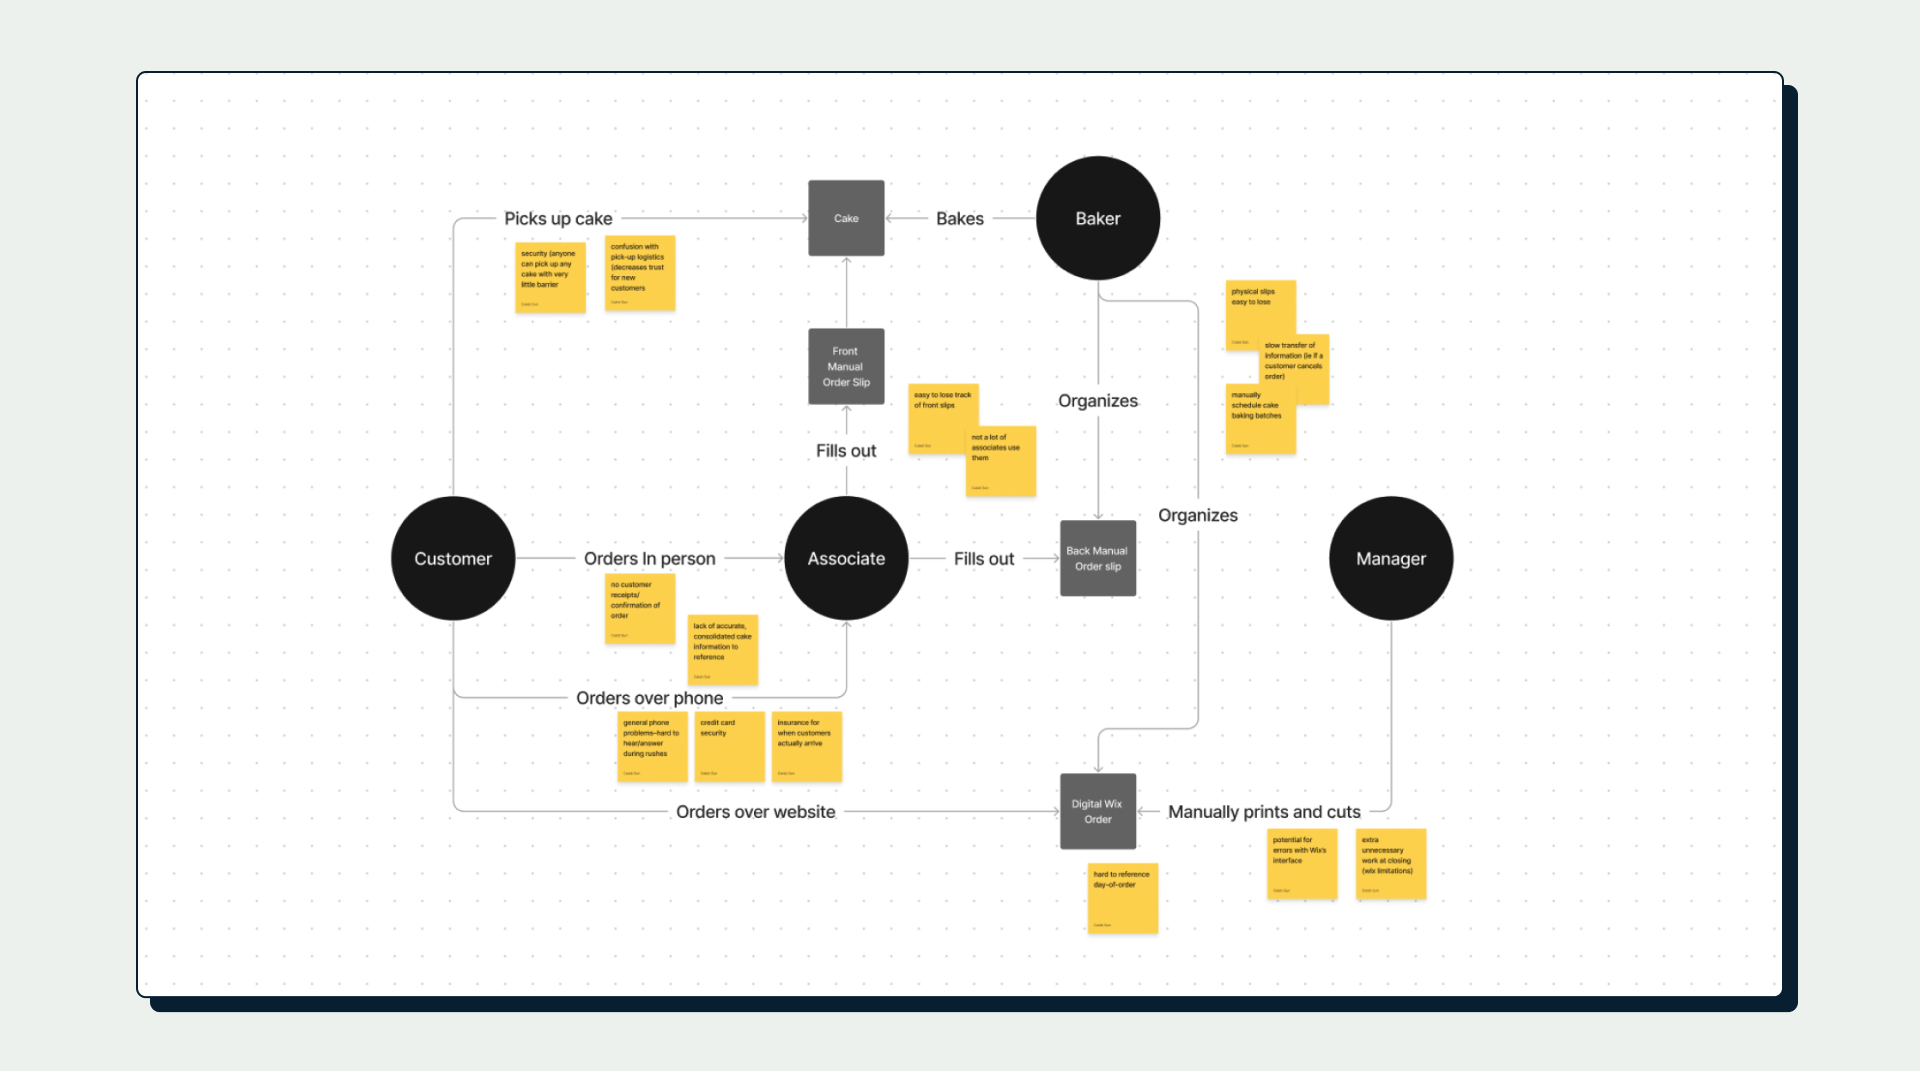 Picks up cake
Cake
Bakes
Baker
security (anyone
can pick up any
cake with very
little barrier
confusion with
pick-up logistics
(decreases trust
for new
customers
physical slips
easy to lose
slow transfer of
information (ie if a
customer cancels
order)
manually
schedule cake
baking batches
Front
Manual
Order Slip
easy to lose track
of front slips
not a lot of
associates use
them
Organizes
Fills out
Organizes
Customer
Orders In person
Associate
Fills out
Back Manual
Order slip
Manager
no customer
receipts/
confirmation of
order
lack of accurate,
consolidated cake
information to
reference
Orders over phone
general phone
problems-hard to
hear/answer
during rushes
credit card
security
insurance for
when customers
actually arrive
Orders over website
Digital Wix
Order
Manually prints and cuts
hard to reference
day-of-order
potential for
errors with Wix's
interface
extra
unnecessary
work at closing
(wix limitations)